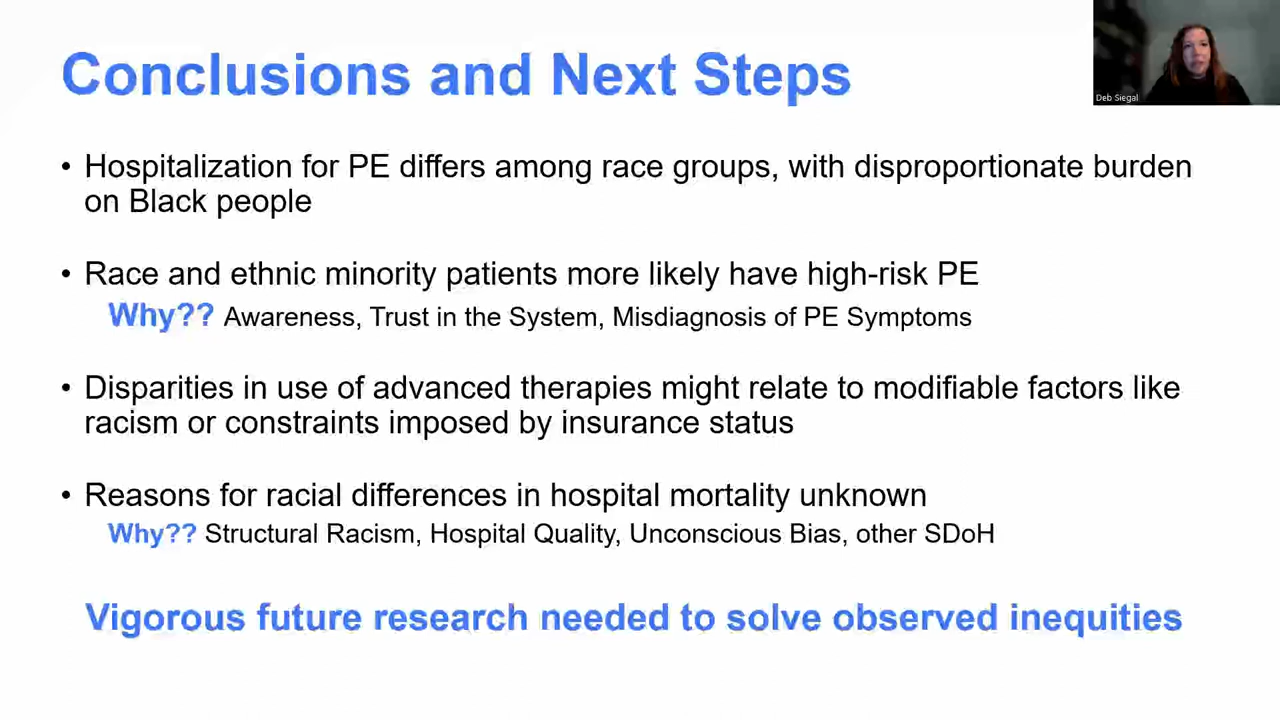 Conclusions and Next Steps
Deb Siegal
• Hospitalization for PE differs among race groups, with disproportionate burden
on Black people
• Race and ethnic minority patients more likely have high-risk PE
Why?? Awareness, Trust in the System, Misdiagnosis of PE Symptoms
• Disparities in use of advanced therapies might relate to modifiable factors like
racism or constraints imposed by insurance status
• Reasons for racial differences in hospital mortality unknown
Why?? Structural Racism, Hospital Quality, Unconscious Bias, other SDoH
Vigorous future research needed to solve observed inequities